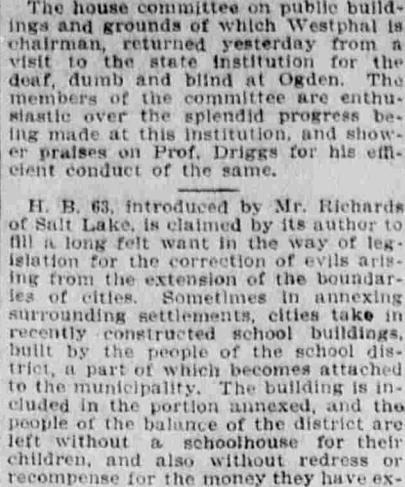 The house committee on public build-
ings and grounds of which Westphal is
chairman, returned yesterday from a
visit to the state institution for the
deaf, dumb and blind at Ogden. The
members of the committee are enthu-
siastic over the splendid progress be-
ing made at this institution, and show-
er praises on Prof. Driggs for his effi-
cient conduct of the same.
H. B. 63, introduced by Mr. Richards
of Salt Lake, is claimed by its author to
fill a long felt want in the way of leg-
islation for the correction of evils aris-
ing from the extension of the boundar-
ies of cities. Sometimes in annexing
surrounding settlements, cities take in
recently constructed school buildings,
built by the people of the school dis-
trict, a part of which becomes attached
to the municipality. The building is in-
cluded in the portion annexed, and the
people of the balance of the district are
left without a schoolhouse for their
children, and also without redress or
recompense for the money they have ex-